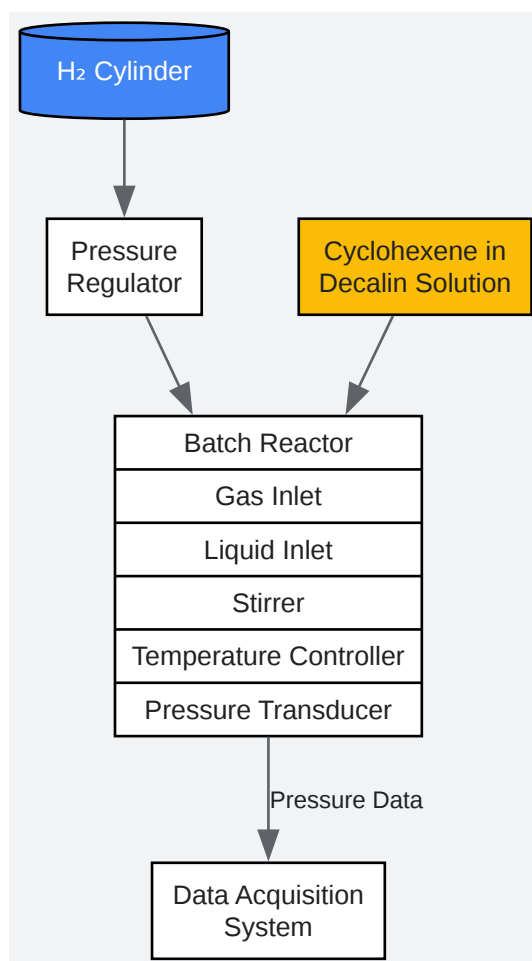 H₂ Cylinder
Pressure
Regulator
Cyclohexene in
Decalin Solution
Batch Reactor
Gas Inlet
Liquid Inlet
Stirrer
Temperature Controller
Pressure Transducer
Pressure Data
Data Acquisition
System